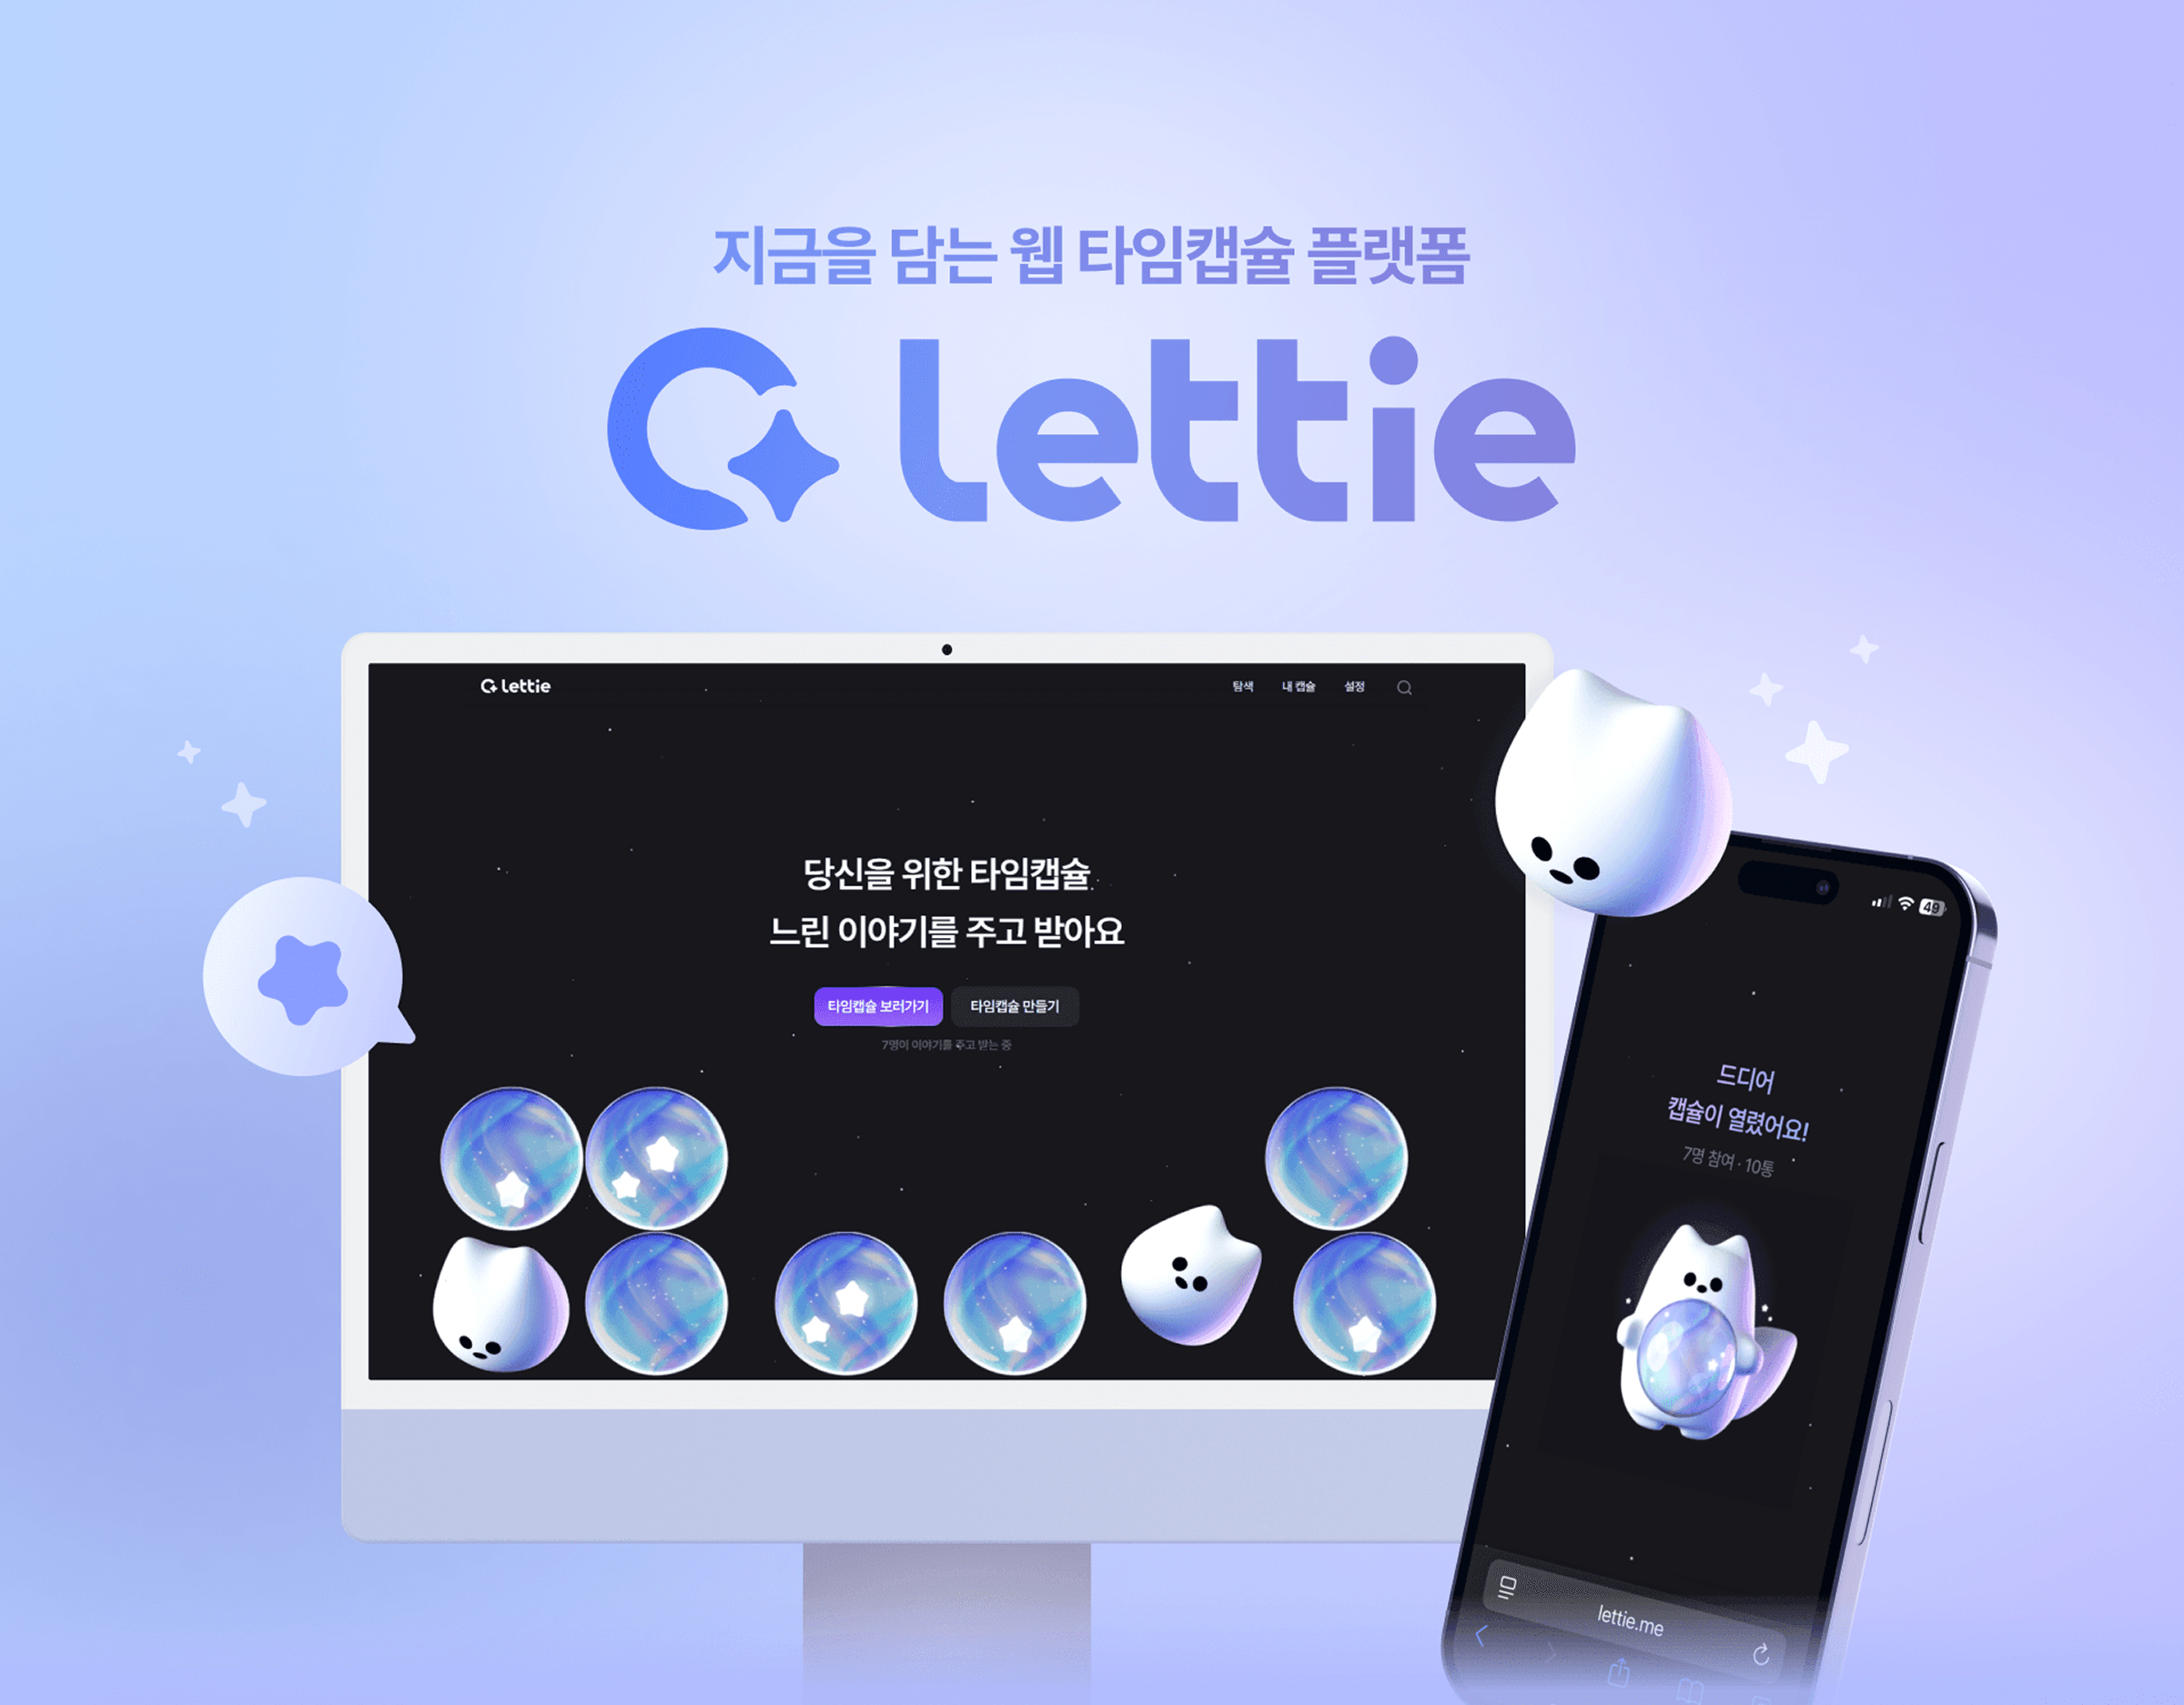 지금을 담는 웹 타임캡슐 플랫폼
lettie
lettie
탐색 내 캡슐 설정
당신을 위한 타임캡슐
느린 이야기를 주고 받아요
타임캡슐 보러가기 타임캡슐 만들기
7명이 이야기를 주고 받는 중
49
드디어
캡슐이 열렸어요!
7명 참여 · 10통
lettie.me